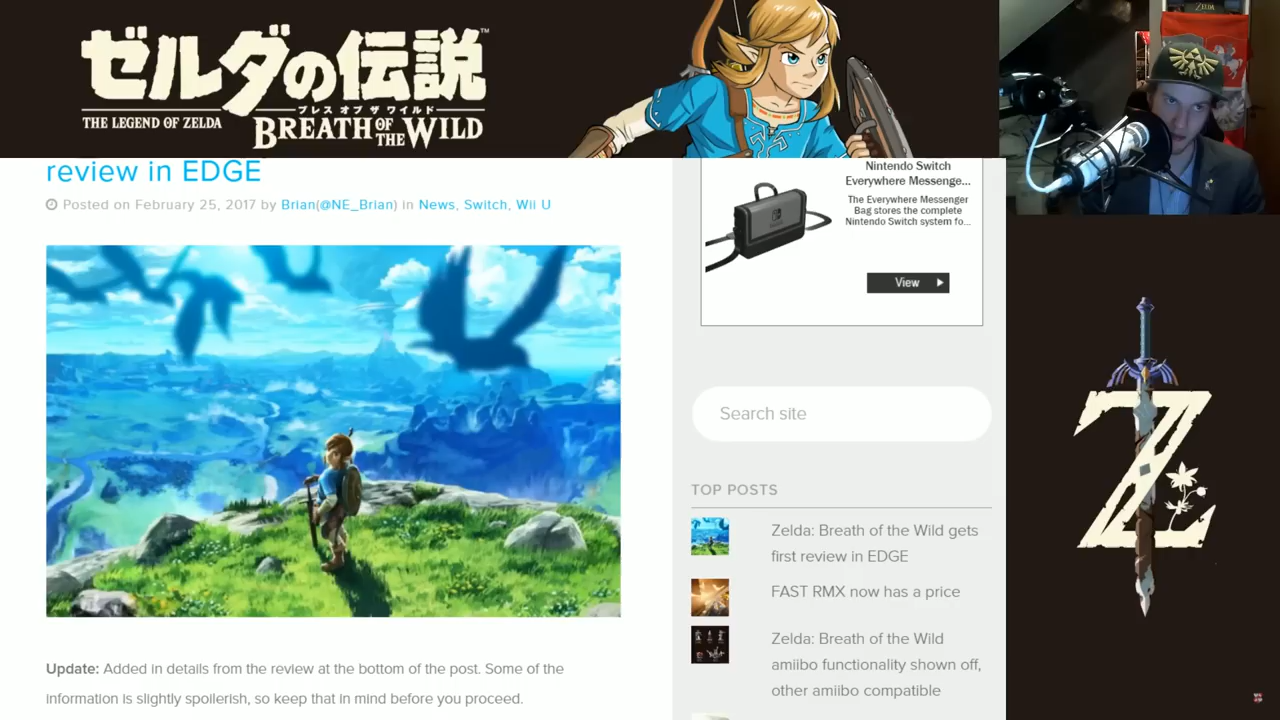 ゼルダの伝説™
ブレス オブ ザ ワイルド
THE LEGEND OF ZELDA
BREATH OF THE WILD
review in EDGE
Posted on February 25, 2017 by Brian(@NE_Brian) in News, Switch, Wii U
Nintendo Switch
Everywhere Messenge...
The Everywhere Messenger
Bag stores the complete
Nintendo Switch system fo...
View
Search site
TOP POSTS
Zelda: Breath of the Wild gets
first review in EDGE
FAST RMX now has a price
Zelda: Breath of the Wild
amiibo functionality shown off,
other amiibo compatible
Update: Added in details from the review at the bottom of the post. Some of the
information is slightly spoilerish, so keep that in mind before you proceed.
ZELDA
Z